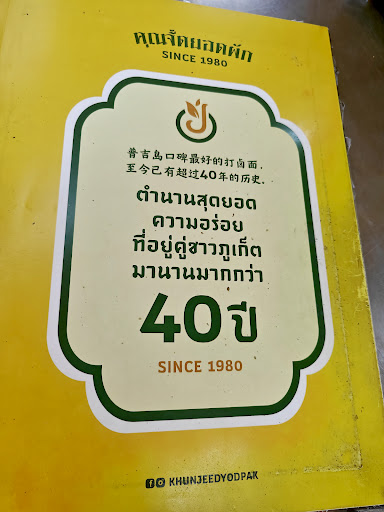 คุณจี๊ดยอดผัก
SINCE 1980
普吉島口碑最好的打卤面，
至今已有超过40年的历史.
ตำนานสุดยอด
ความอร่อย
ที่อยู่คู่ชาวภูเก็ต
มานานมากกว่า
40 ปี
SINCE 1980
KHUNJEEDYODPAK